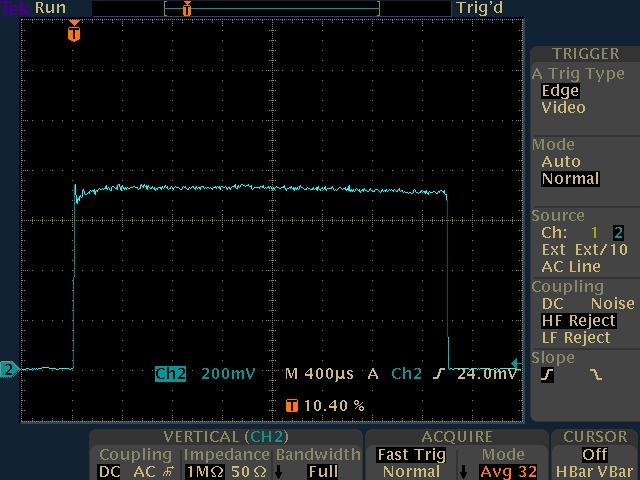 Tek Run Trig'd
T
T
TRIGGER
A Trig Type
Edge
Video
Mode
Auto
Normal
Source
Ch: 1 2
Ext Ext/10
AC Line
Coupling
DC Noise
HF Reject
LF Reject
Slope
2
Ch2 200mV M 400µs A Ch2 24.0mV
T 10.40 %
VERTICAL (CH2) ACQUIRE CURSOR
Coupling Impedance Bandwidth Fast Trig Mode Off
DC AC 1MΩ 50 Ω Full Normal Avg 32 HBar VBar